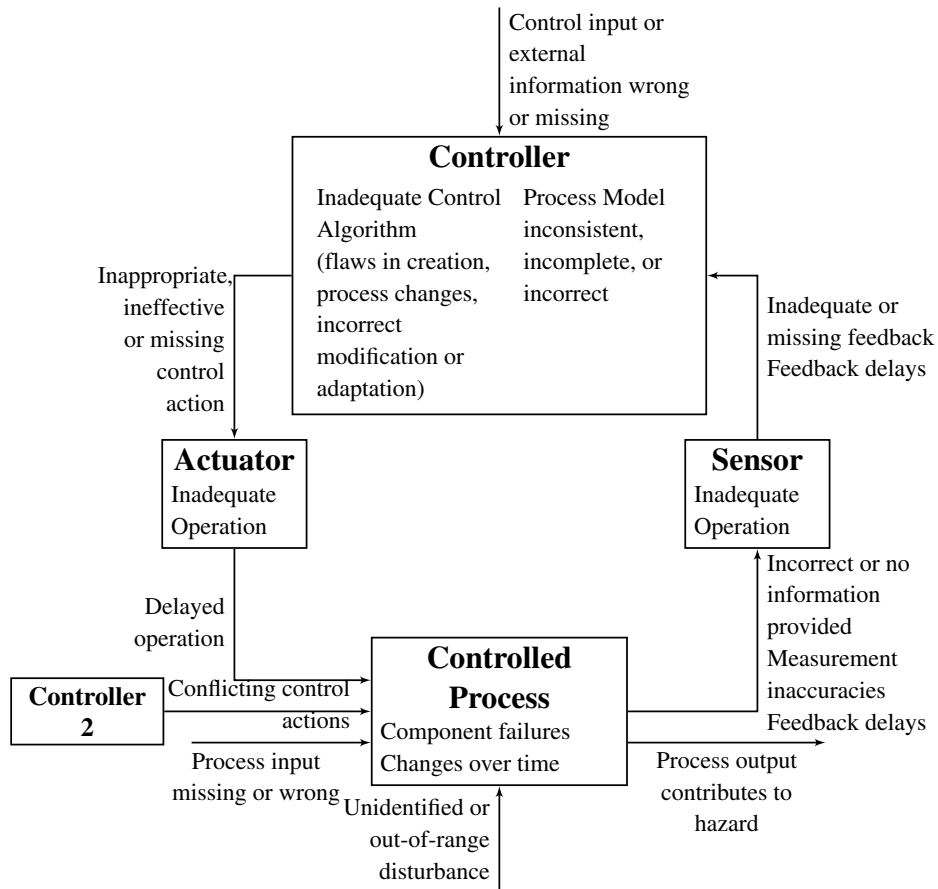 Control input or
external
information wrong
or missing
Controller
Inadequate Control
Algorithm
(flaws in creation,
process changes,
incorrect
modification or
adaptation)
Process Model
inconsistent,
incomplete, or
incorrect
Inappropriate,
ineffective
or missing
control
action
Inadequate or
missing feedback
Feedback delays
Actuator
Inadequate
Operation
Sensor
Inadequate
Operation
Delayed
operation
Incorrect or no
information
provided
Measurement
inaccuracies
Feedback delays
Controller
2
Conflicting control
actions
Controlled
Process
Component failures
Changes over time
Process input
missing or wrong
Process output
contributes to
hazard
Unidentified or
out-of-range
disturbance